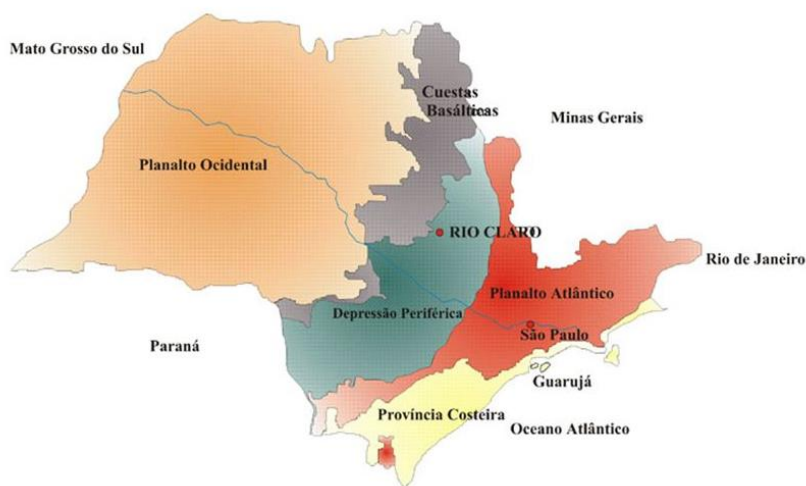 Mato Grosso do Sul
Cuestas
Basálticas
Minas Gerais
Planalto Ocidental
RIO CLARO
Rio de Janeiro
Planalto Atlântico
Depressão Periférica
São Paulo
Paraná
Guarujá
Província Costeira
Oceano Atlântico